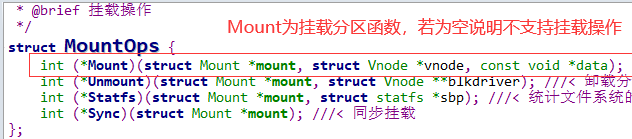 * @brief 挂载操作
Mount为挂载分区函数，若为空说明不支持挂载操作
*/
struct MountOps {
int (*Mount)(struct Mount *mount, struct Vnode *vnode, const void *data);
int (*Unmount)(struct Mount *mount, struct Vnode **blkdriver); ///< 卸载分
int (*Statfs)(struct Mount *mount, struct statfs *sbp); ///< 统计文件系统的
int (*Sync)(struct Mount *mount); ///< 同步挂载
};